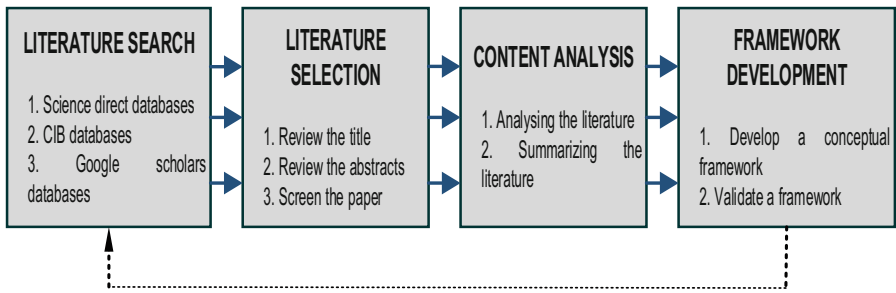 LITERATURE SEARCH
1. Science direct databases
2. CIB databases
3. Google scholars
databases
LITERATURE
SELECTION
1. Review the title
2. Review the abstracts
3. Screen the paper
CONTENT ANALYSIS
1. Analysing the literature
2. Summarizing the
literature
FRAMEWORK
DEVELOPMENT
1. Develop a conceptual
framework
2. Validate a framework